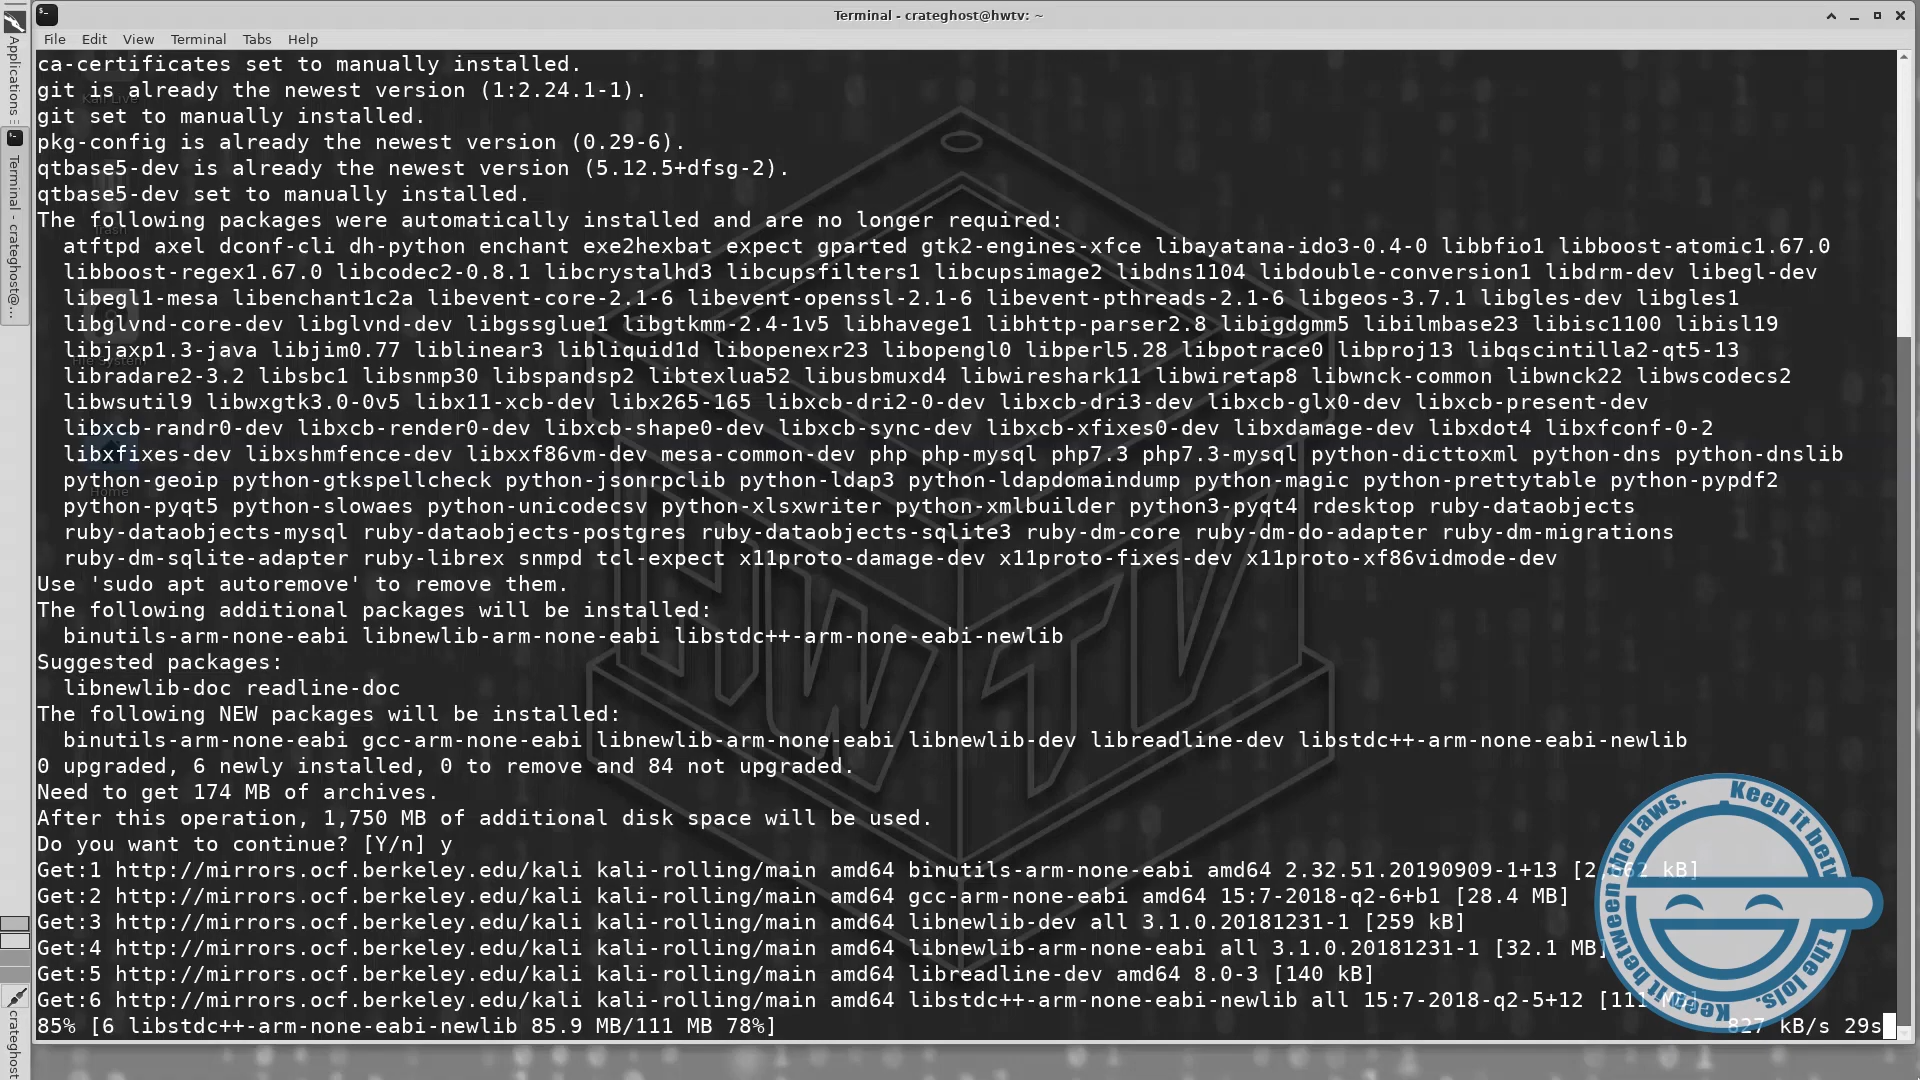 Terminal - crateghost@hwtv: ~
File Edit View Terminal Tabs Help
Applications
Terminal - crateghost@...
crateghost
ca-certificates set to manually installed.
git is already the newest version (1:2.24.1-1).
git set to manually installed.
pkg-config is already the newest version (0.29-6).
qtbase5-dev is already the newest version (5.12.5+dfsg-2).
qtbase5-dev set to manually installed.
The following packages were automatically installed and are no longer required:
atftpd axel dconf-cli dh-python enchant exe2hexbat expect gparted gtk2-engines-xfce libayatana-ido3-0.4-0 libbfio1 libboost-atomic1.67.0
libboost-regex1.67.0 libcodec2-0.8.1 libcrystalhd3 libcupsfilters1 libcupsimage2 libdns1104 libdouble-conversion1 libdrm-dev libegl-dev
libegl1-mesa libenchant1c2a libevent-core-2.1-6 libevent-openssl-2.1-6 libevent-pthreads-2.1-6 libgeos-3.7.1 libgles-dev libgles1
libglvnd-core-dev libglvnd-dev libgssglue1 libgtkmm-2.4-1v5 libhavege1 libhttp-parser2.8 libigdgmm5 libilmbase23 libisc1100 libisl19
libjaxp1.3-java libjim0.77 liblinear3 libliquid1d libopenexr23 libopengl0 libperl5.28 libpotrace0 libproj13 libqscintilla2-qt5-13
libradare2-3.2 libsbc1 libsnmp30 libspandsp2 libtexlua52 libusbmuxd4 libwireshark11 libwiretap8 libwnck-common libwnck22 libwscodecs2
libwsutil9 libwxgtk3.0-0v5 libx11-xcb-dev libx265-165 libxcb-dri2-0-dev libxcb-dri3-dev libxcb-glx0-dev libxcb-present-dev
libxcb-randr0-dev libxcb-render0-dev libxcb-shape0-dev libxcb-sync-dev libxcb-xfixes0-dev libxdamage-dev libxdot4 libxfconf-0-2
libxfixes-dev libxshmfence-dev libxxf86vm-dev mesa-common-dev php php-mysql php7.3 php7.3-mysql python-dicttoxml python-dns python-dnslib
python-geoip python-gtkspellcheck python-jsonrpclib python-ldap3 python-ldapdomaindump python-magic python-prettytable python-pypdf2
python-pyqt5 python-slowaes python-unicodecsv python-xlsxwriter python-xmlbuilder python3-pyqt4 rdesktop ruby-dataobjects
ruby-dataobjects-mysql ruby-dataobjects-postgres ruby-dataobjects-sqlite3 ruby-dm-core ruby-dm-do-adapter ruby-dm-migrations
ruby-dm-sqlite-adapter ruby-librex snmpd tcl-expect x11proto-damage-dev x11proto-fixes-dev x11proto-xf86vidmode-dev
Use 'sudo apt autoremove' to remove them.
The following additional packages will be installed:
binutils-arm-none-eabi libnewlib-arm-none-eabi libstdc++-arm-none-eabi-newlib
Suggested packages:
libnewlib-doc readline-doc
The following NEW packages will be installed:
binutils-arm-none-eabi gcc-arm-none-eabi libnewlib-arm-none-eabi libnewlib-dev libreadline-dev libstdc++-arm-none-eabi-newlib
0 upgraded, 6 newly installed, 0 to remove and 84 not upgraded.
Need to get 174 MB of archives.
After this operation, 1,750 MB of additional disk space will be used.
Do you want to continue? [Y/n] y
Get:1 http://mirrors.ocf.berkeley.edu/kali kali-rolling/main amd64 binutils-arm-none-eabi amd64 2.32.51.20190909-1+13 kB]
Get:2 http://mirrors.ocf.berkeley.edu/kali kali-rolling/main amd64 gcc-arm-none-eabi amd64 15:7-2018-q2-6+b1 [28.4 MB]
Get:3 http://mirrors.ocf.berkeley.edu/kali kali-rolling/main amd64 libnewlib-dev all 3.1.0.20181231-1 [259 kB]
Get:4 http://mirrors.ocf.berkeley.edu/kali kali-rolling/main amd64 libnewlib-arm-none-eabi all 3.1.0.20181231-1 [32.1 MB]
Get:5 http://mirrors.ocf.berkeley.edu/kali kali-rolling/main amd64 libreadline-dev amd64 8.0-3 [140 kB]
Get:6 http://mirrors.ocf.berkeley.edu/kali kali-rolling/main amd64 libstdc++-arm-none-eabi-newlib all 15:7-2018-q2-5+12 [111 MB]
85% [6 libstdc++-arm-none-eabi-newlib 85.9 MB/111 MB 78%] 827 kB/s 29s
HWTV
Keep it between the laws.
Keep it between the lols.